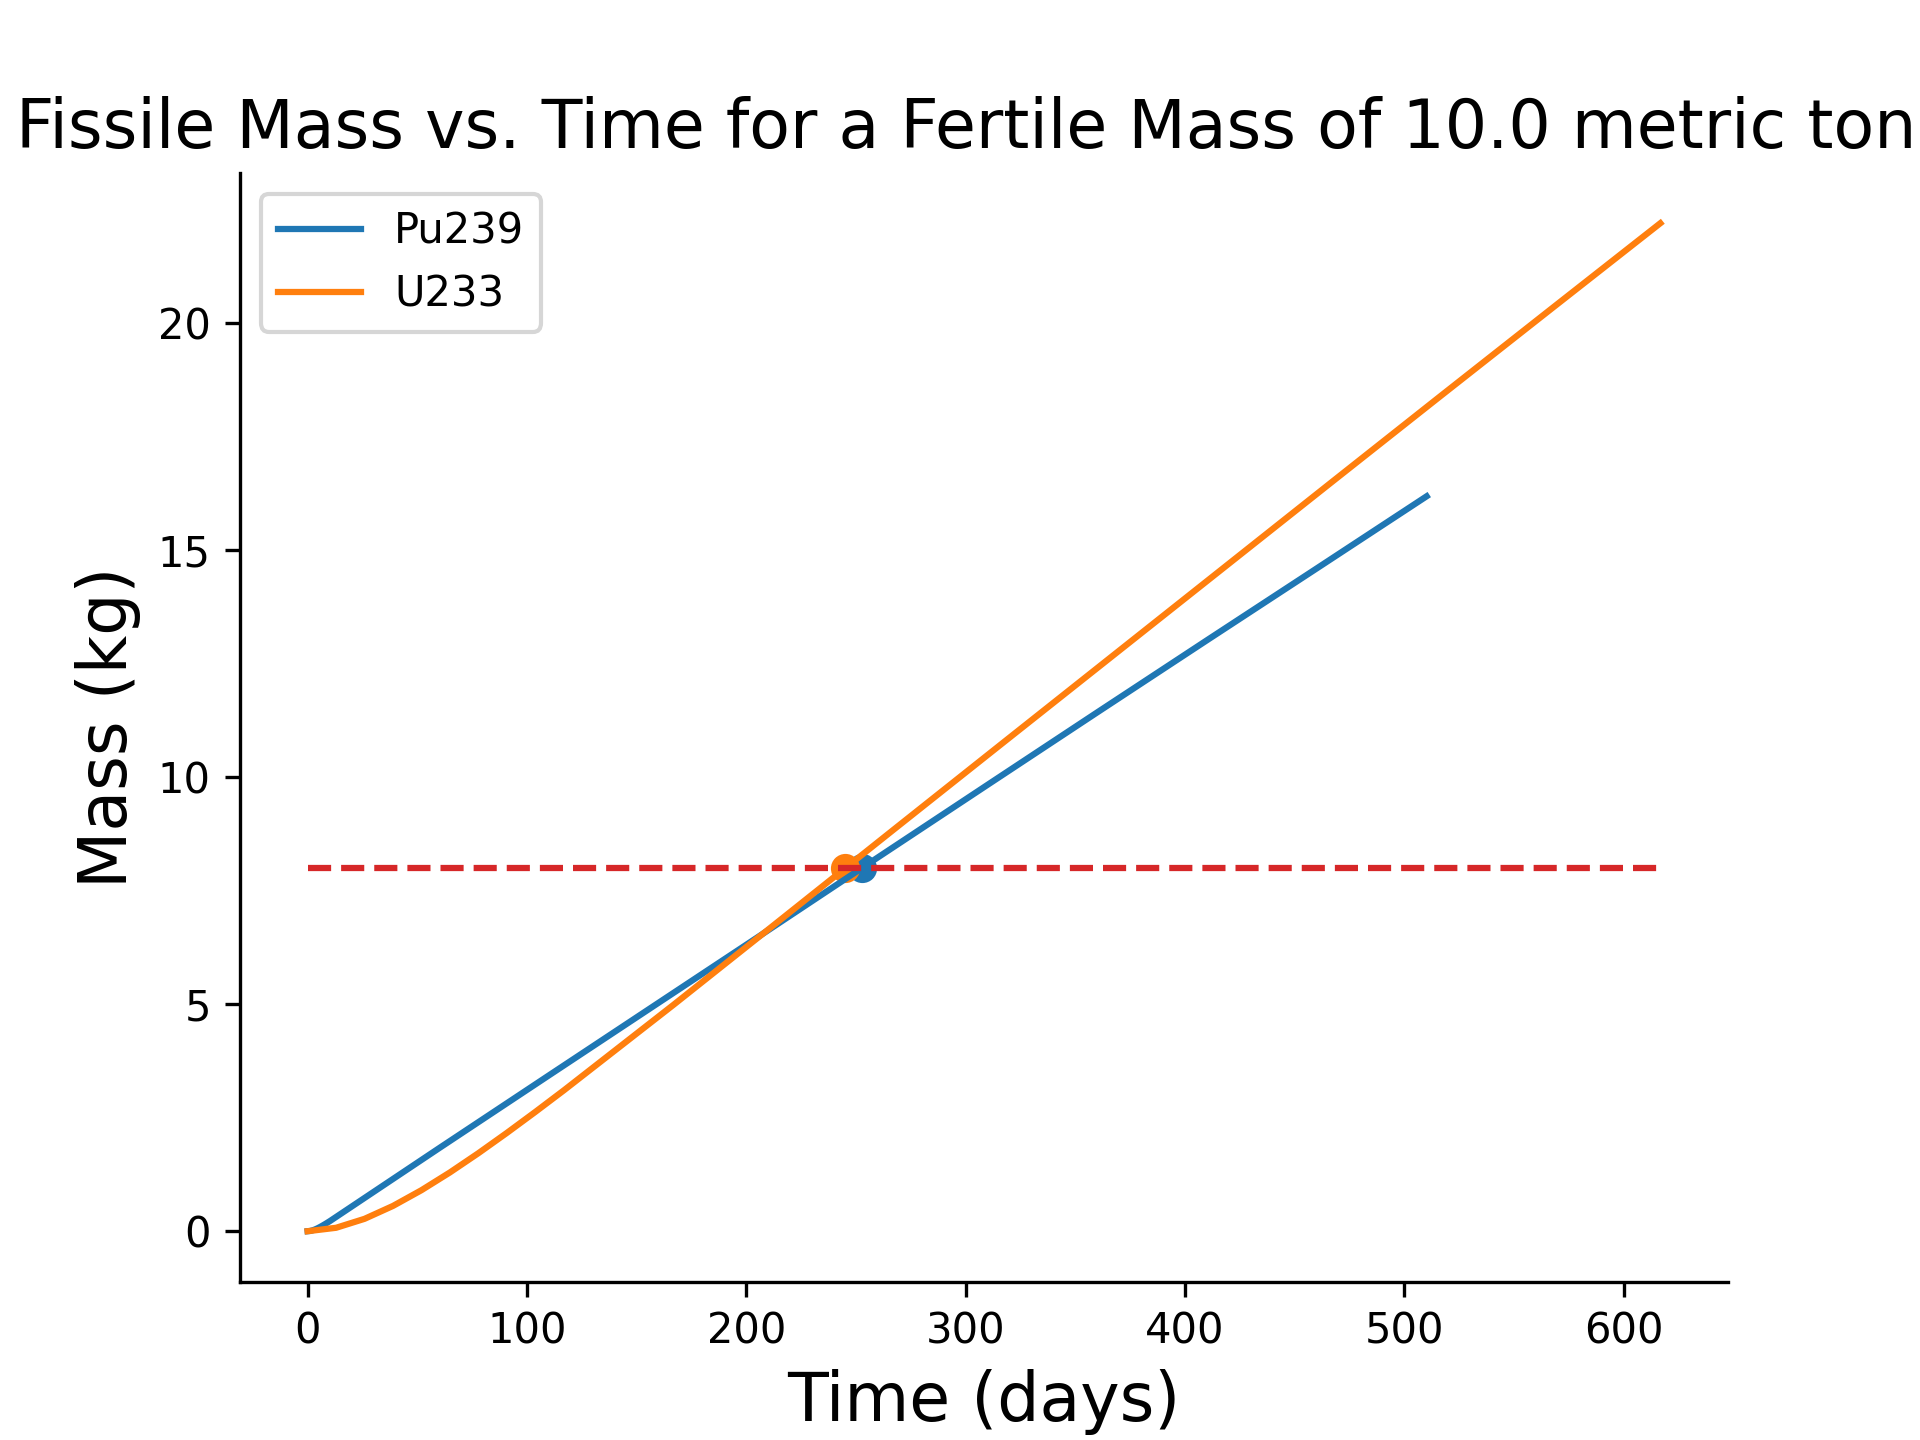 Fissile Mass vs. Time for a Fertile Mass of 10.0 metric ton
Pu239
U233
20
15
10
5
0
Mass (kg)
0 100 200 300 400 500 600
Time (days)